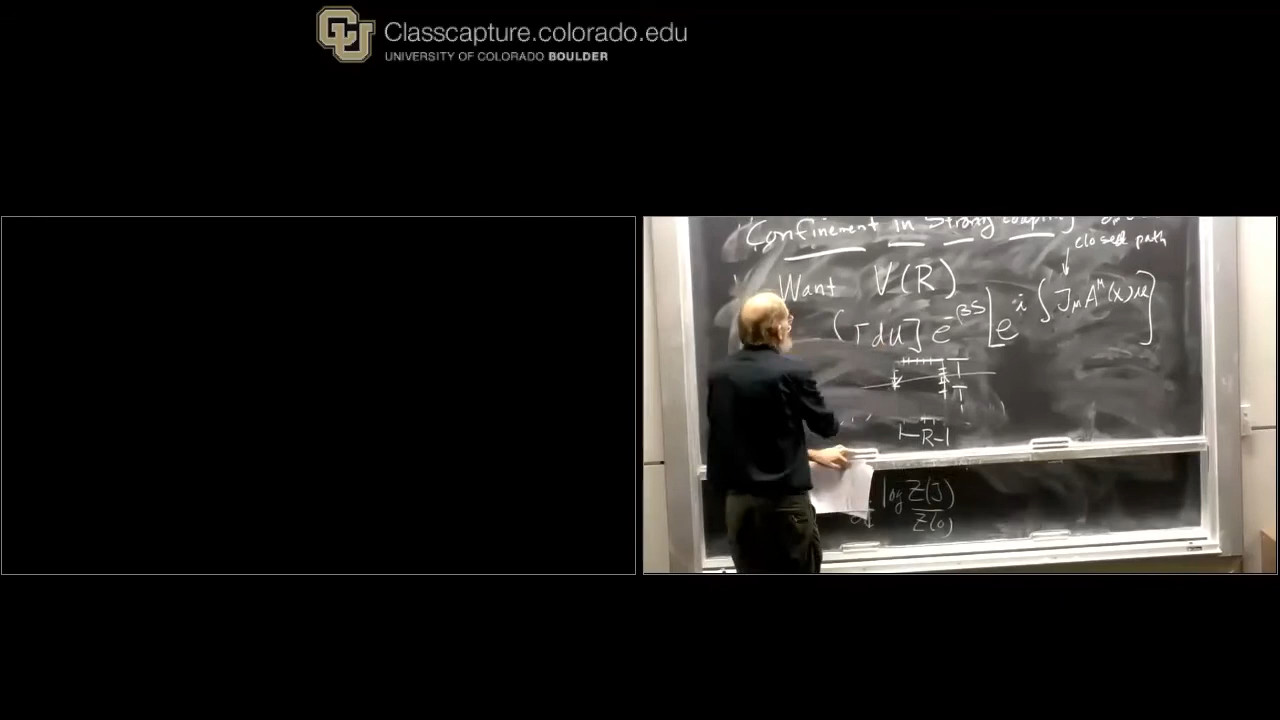 Classcapture.colorado.edu
UNIVERSITY OF COLORADO BOULDER
Confinement in Strong Coupling
closed path
↓
Want V(R)
[π dU] e^{-βS} [e^{i ∫ J_μ A^μ(x) dx}]
T
T
|-R-|
log Z(J)/Z(0)